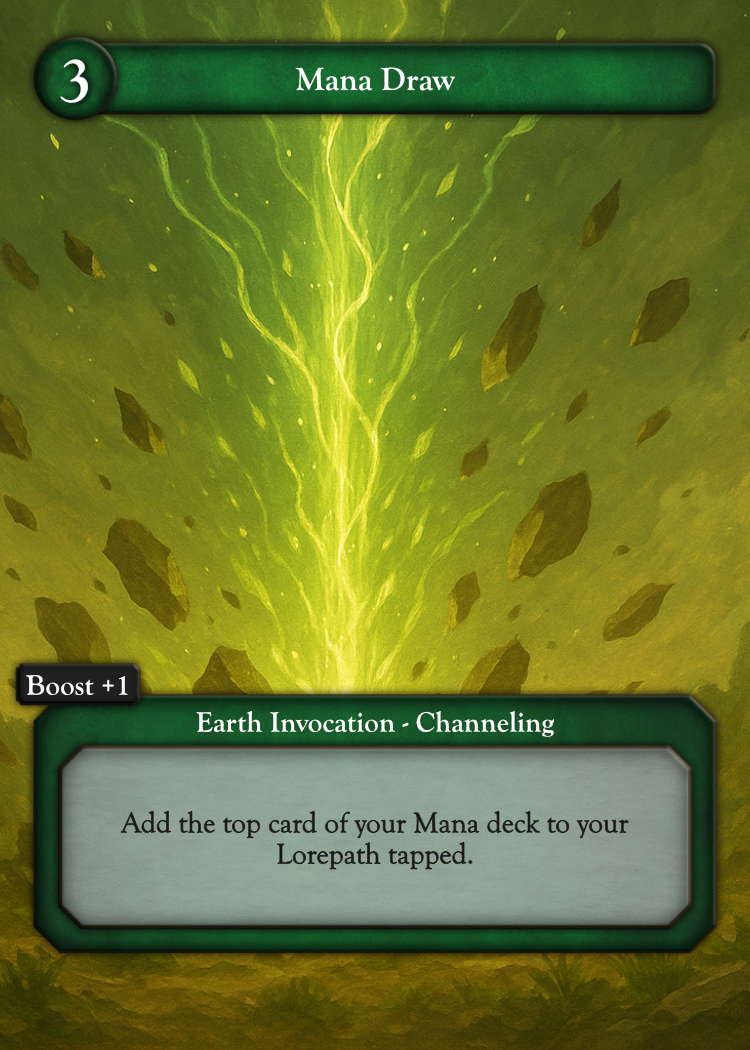 3
Mana Draw
Boost +1
Earth Invocation - Channeling
Add the top card of your Mana deck to your
Lorepath tapped.